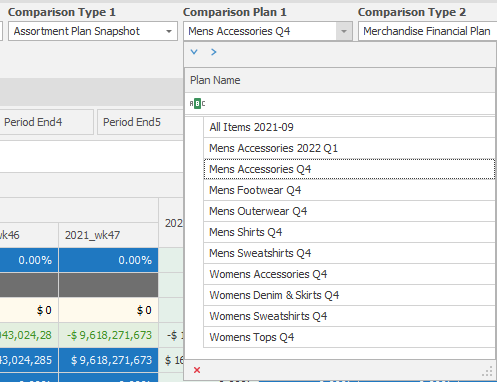 Comparison Type 1
Comparison Plan 1
Comparison Type 2
Assortment Plan Snapshot
Mens Accessories Q4
Merchandise Financial Plan
Plan Name
ABC
Period End4
Period End5
All Items 2021-09
Mens Accessories 2022 Q1
Mens Accessories Q4
Mens Footwear Q4
Mens Outerwear Q4
Mens Shirts Q4
Mens Sweatshirts Q4
Womens Accessories Q4
Womens Denim & Skirts Q4
Womens Sweatshirts Q4
Womens Tops Q4
wk46
2021_wk47
202
0.00%
0.00%
$ 0
$ 0
043,024,28
-$ 9,618,271,673
-$ 1
043,024,285
$ 9,618,271,673
$ 16